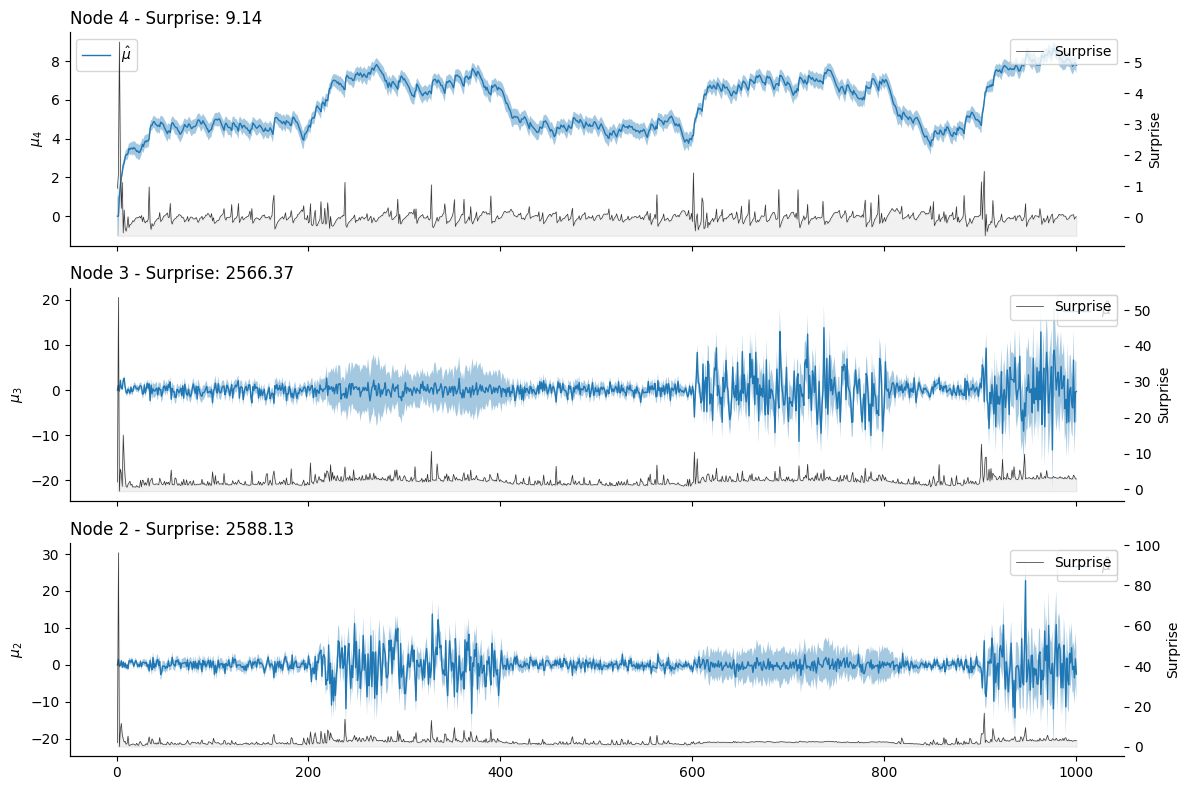 Node 4 - Surprise: 9.14
μ̂
Surprise
8
6
4
2
0
μ₄
5
4
3
2
1
0
Surprise
Node 3 - Surprise: 2566.37
Surprise
μ̂
20
10
0
−10
−20
μ₃
50
40
30
20
10
0
Surprise
Node 2 - Surprise: 2588.13
Surprise
μ̂
30
20
10
0
−10
−20
μ₂
100
80
60
40
20
0
Surprise
0 200 400 600 800 1000